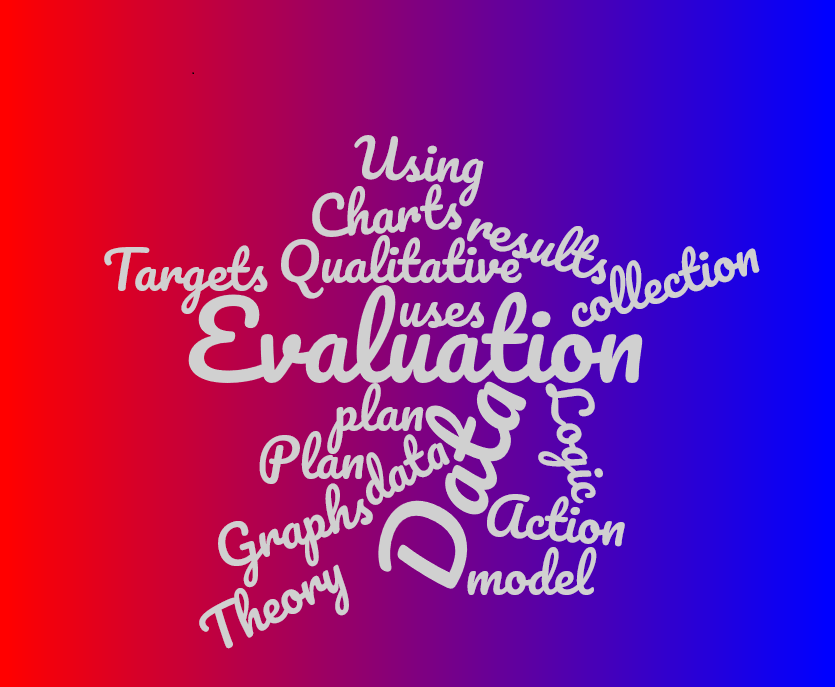 Using
Charts
results
Targets
Qualitative
collection
uses
Evaluation
plan
Data
Logic
Plan
data
Graphs
Action
Theory
model